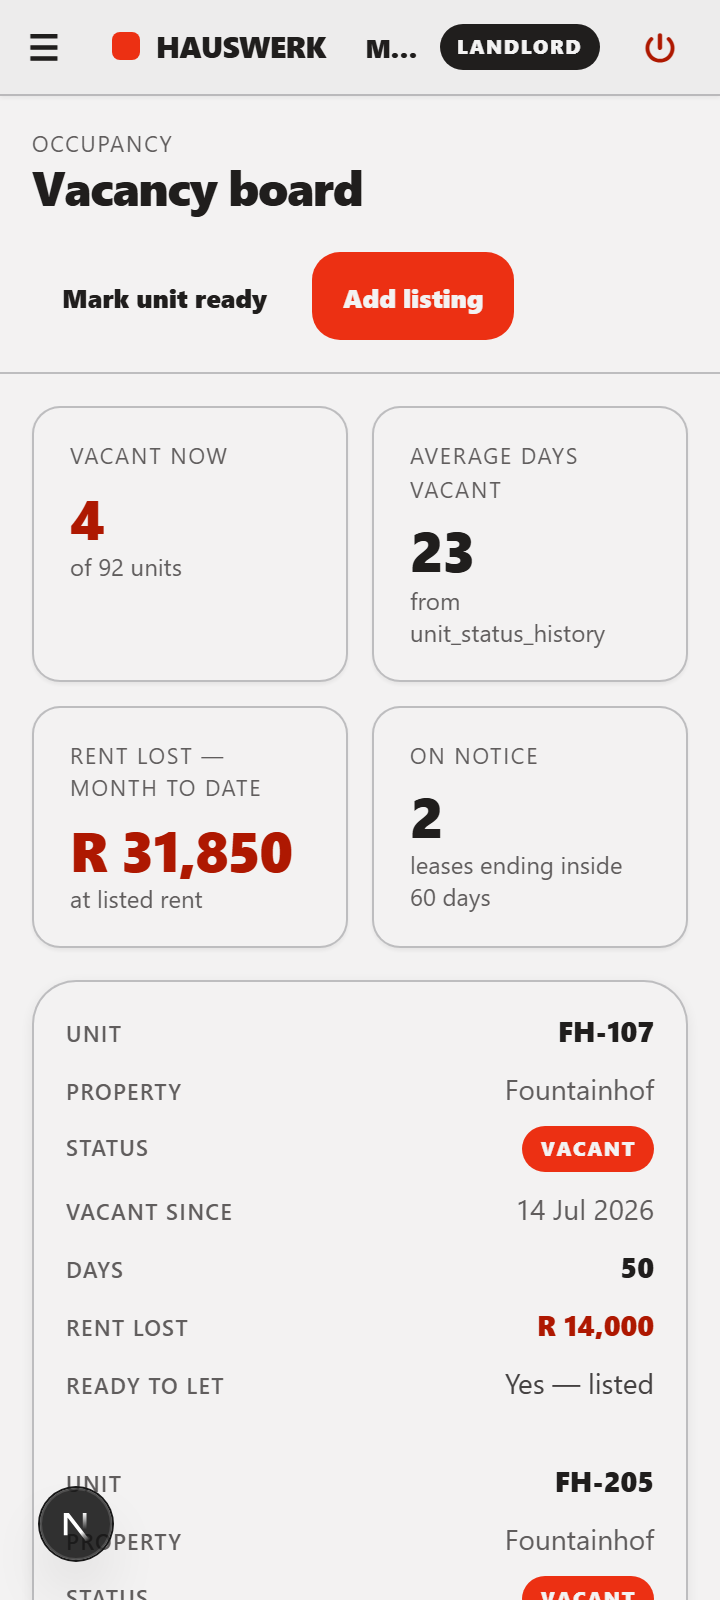 HAUSWERK M... LANDLORD
OCCUPANCY
Vacancy board
Mark unit ready Add listing
VACANT NOW
4
of 92 units
AVERAGE DAYS
VACANT
23
from
unit_status_history
RENT LOST —
MONTH TO DATE
R 31,850
at listed rent
ON NOTICE
2
leases ending inside
60 days
UNIT FH-107
PROPERTY Fountainhof
STATUS VACANT
VACANT SINCE 14 Jul 2026
DAYS 50
RENT LOST R 14,000
READY TO LET Yes — listed
UNIT FH-205
N
PROPERTY Fountainhof
STATUS VACANT